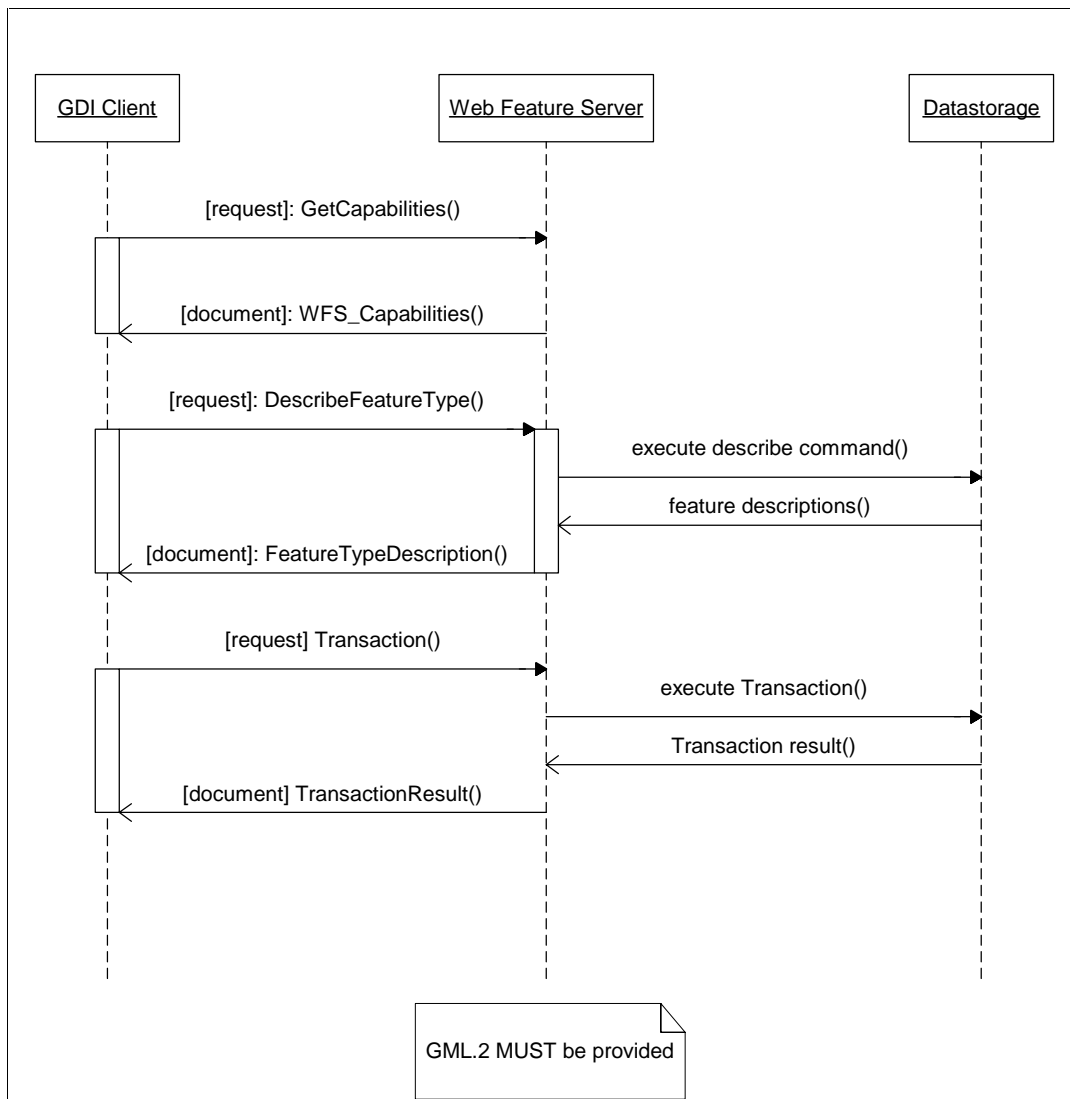 GDI Client
Web Feature Server
Datastorage
[request]: GetCapabilities()
[document]: WFS_Capabilities()
[request]: DescribeFeatureType()
execute describe command()
feature descriptions()
[document]: FeatureTypeDescription()
[request] Transaction()
execute Transaction()
Transaction result()
[document] TransactionResult()
GML.2 MUST be provided